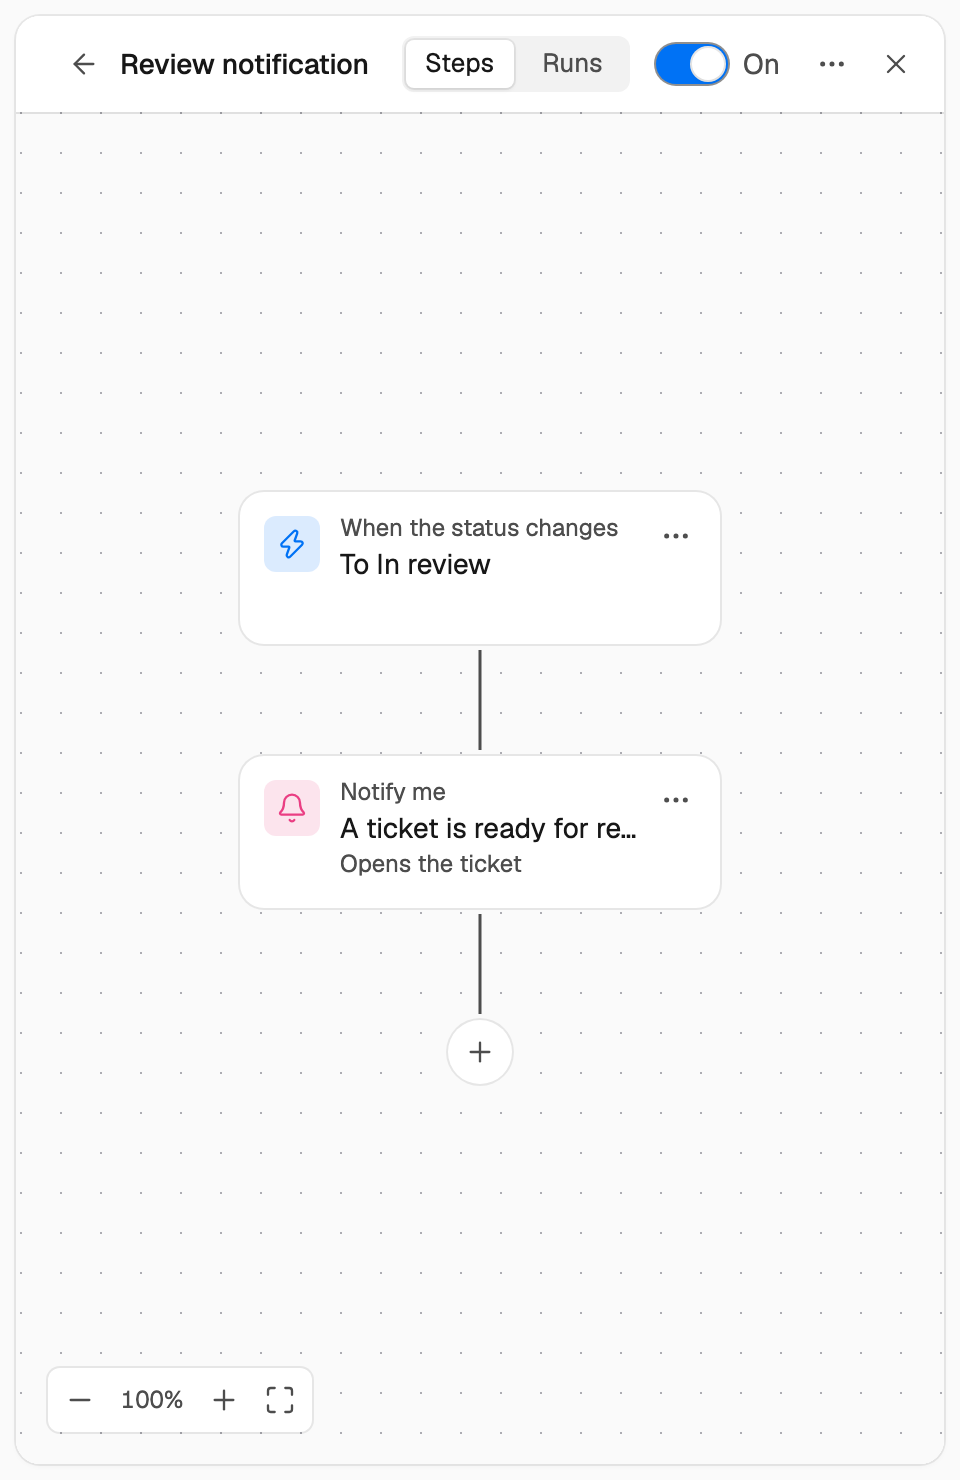 Review notification
Steps
Runs
On
When the status changes
To In review
Notify me
A ticket is ready for re...
Opens the ticket
100%